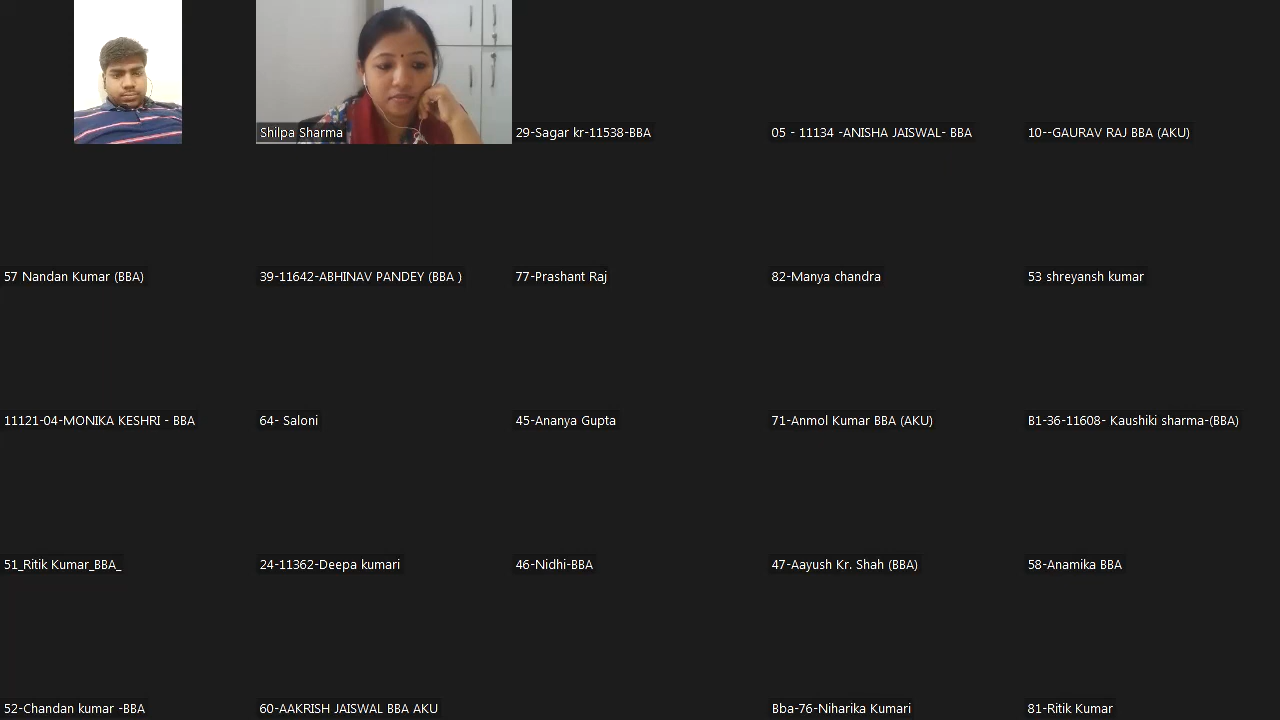 Shilpa Sharma
29-Sagar kr-11538-BBA
05 - 11134 -ANISHA JAISWAL- BBA
10--GAURAV RAJ BBA (AKU)
57 Nandan Kumar (BBA)
39-11642-ABHINAV PANDEY (BBA )
77-Prashant Raj
82-Manya chandra
53 shreyansh kumar
11121-04-MONIKA KESHRI - BBA
64- Saloni
45-Ananya Gupta
71-Anmol Kumar BBA (AKU)
B1-36-11608- Kaushiki sharma-(BBA)
51_Ritik Kumar_BBA_
24-11362-Deepa kumari
46-Nidhi-BBA
47-Aayush Kr. Shah (BBA)
58-Anamika BBA
52-Chandan kumar -BBA
60-AAKRISH JAISWAL BBA AKU
Bba-76-Niharika Kumari
81-Ritik Kumar